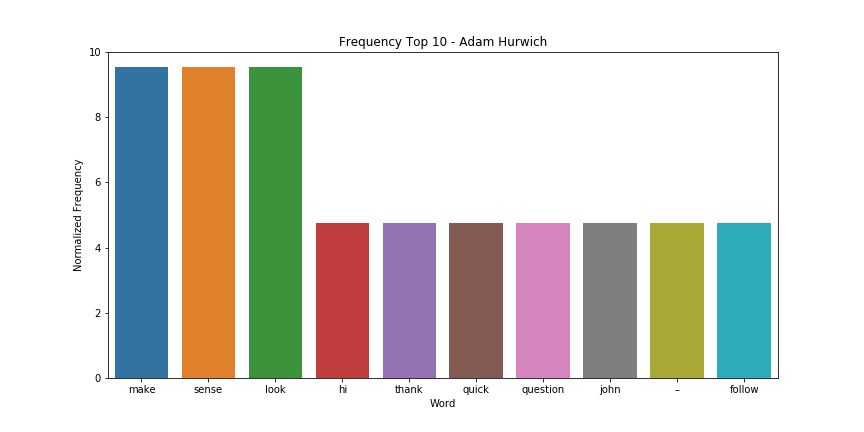 Frequency Top 10 - Adam Hurwich
10
8
6
4
2
0
Normalized Frequency
make sense look hi thank quick question john – follow
Word